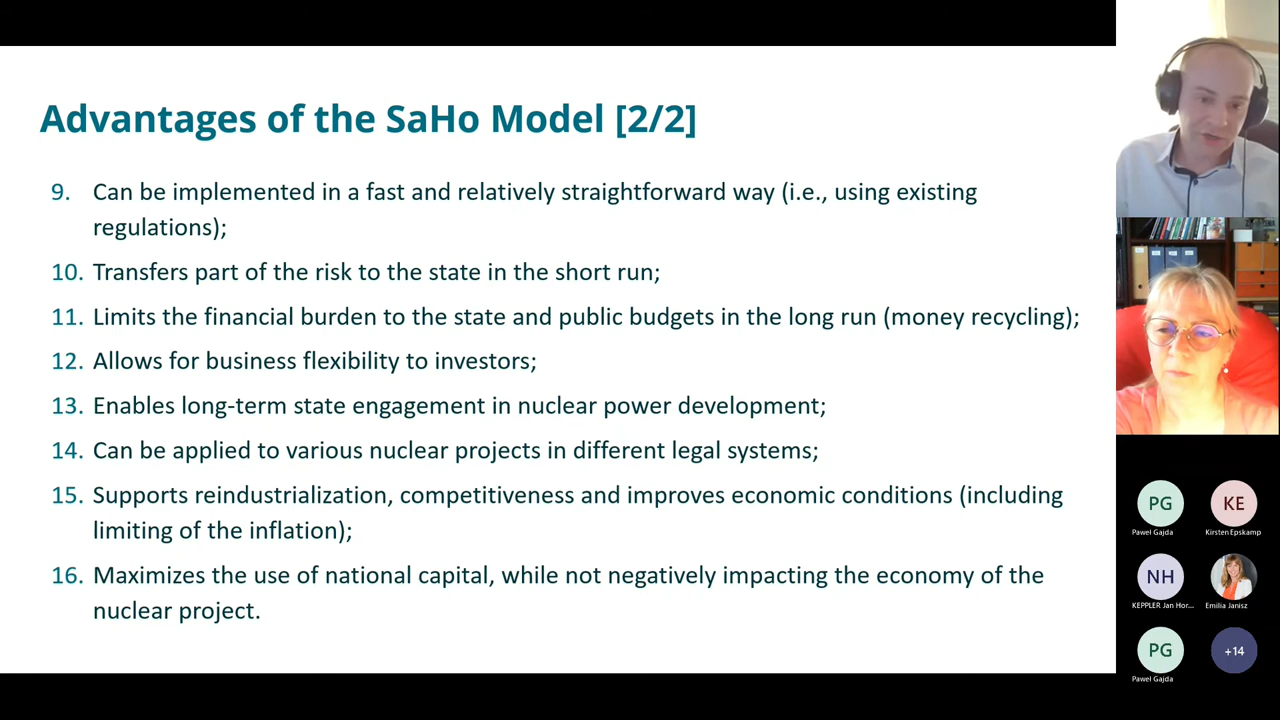 Advantages of the SaHo Model [2/2]
9. Can be implemented in a fast and relatively straightforward way (i.e., using existing
regulations);
10. Transfers part of the risk to the state in the short run;
11. Limits the financial burden to the state and public budgets in the long run (money recycling);
12. Allows for business flexibility to investors;
13. Enables long-term state engagement in nuclear power development;
14. Can be applied to various nuclear projects in different legal systems;
15. Supports reindustrialization, competitiveness and improves economic conditions (including
limiting of the inflation);
16. Maximizes the use of national capital, while not negatively impacting the economy of the
nuclear project.
PG KE
Pawel Gajda Kirsten Epskamp
NH
KEPPLER Jan Hor... Emilia Janisz
PG +14
Pawel Gajda